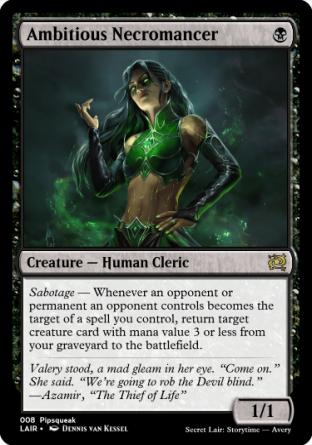 Ambitious Necromancer
Creature — Human Cleric
Sabotage — Whenever an opponent or
permanent an opponent controls becomes the
target of a spell you control, return target
creature card with mana value 3 or less from
your graveyard to the battlefield.
Valery stood, a mad gleam in her eye. “Come on.”
She said. “We’re going to rob the Devil blind.”
—Azamir, “The Thief of Life”
1/1
008 Pipsqueak
LAIR • Dennis van Kessel
Secret Lair: Storytime — Avery